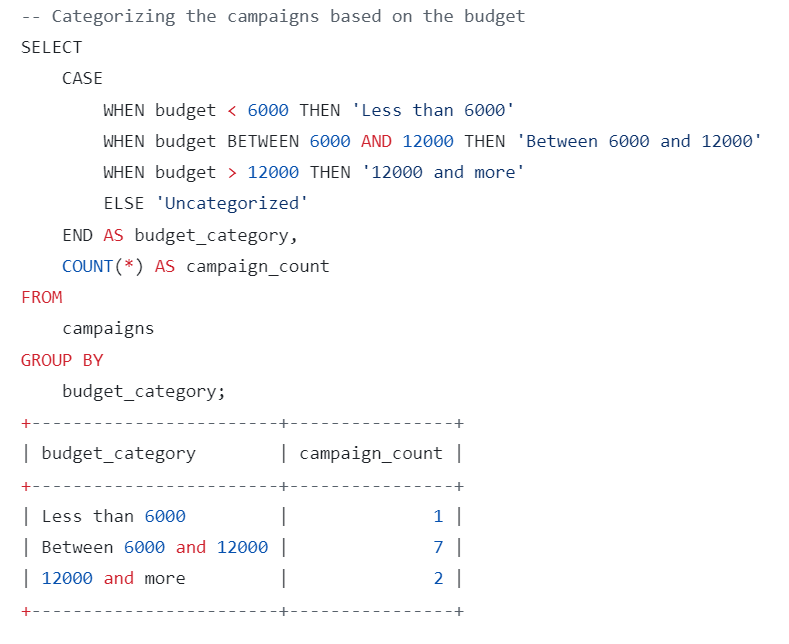 -- Categorizing the campaigns based on the budget
SELECT
    CASE
        WHEN budget < 6000 THEN 'Less than 6000'
        WHEN budget BETWEEN 6000 AND 12000 THEN 'Between 6000 and 12000'
        WHEN budget > 12000 THEN '12000 and more'
        ELSE 'Uncategorized'
    END AS budget_category,
    COUNT(*) AS campaign_count
FROM
    campaigns
GROUP BY
    budget_category;
+------------------------+----------------+
| budget_category        | campaign_count |
+------------------------+----------------+
| Less than 6000         |              1 |
| Between 6000 and 12000 |              7 |
| 12000 and more         |              2 |
+------------------------+----------------+